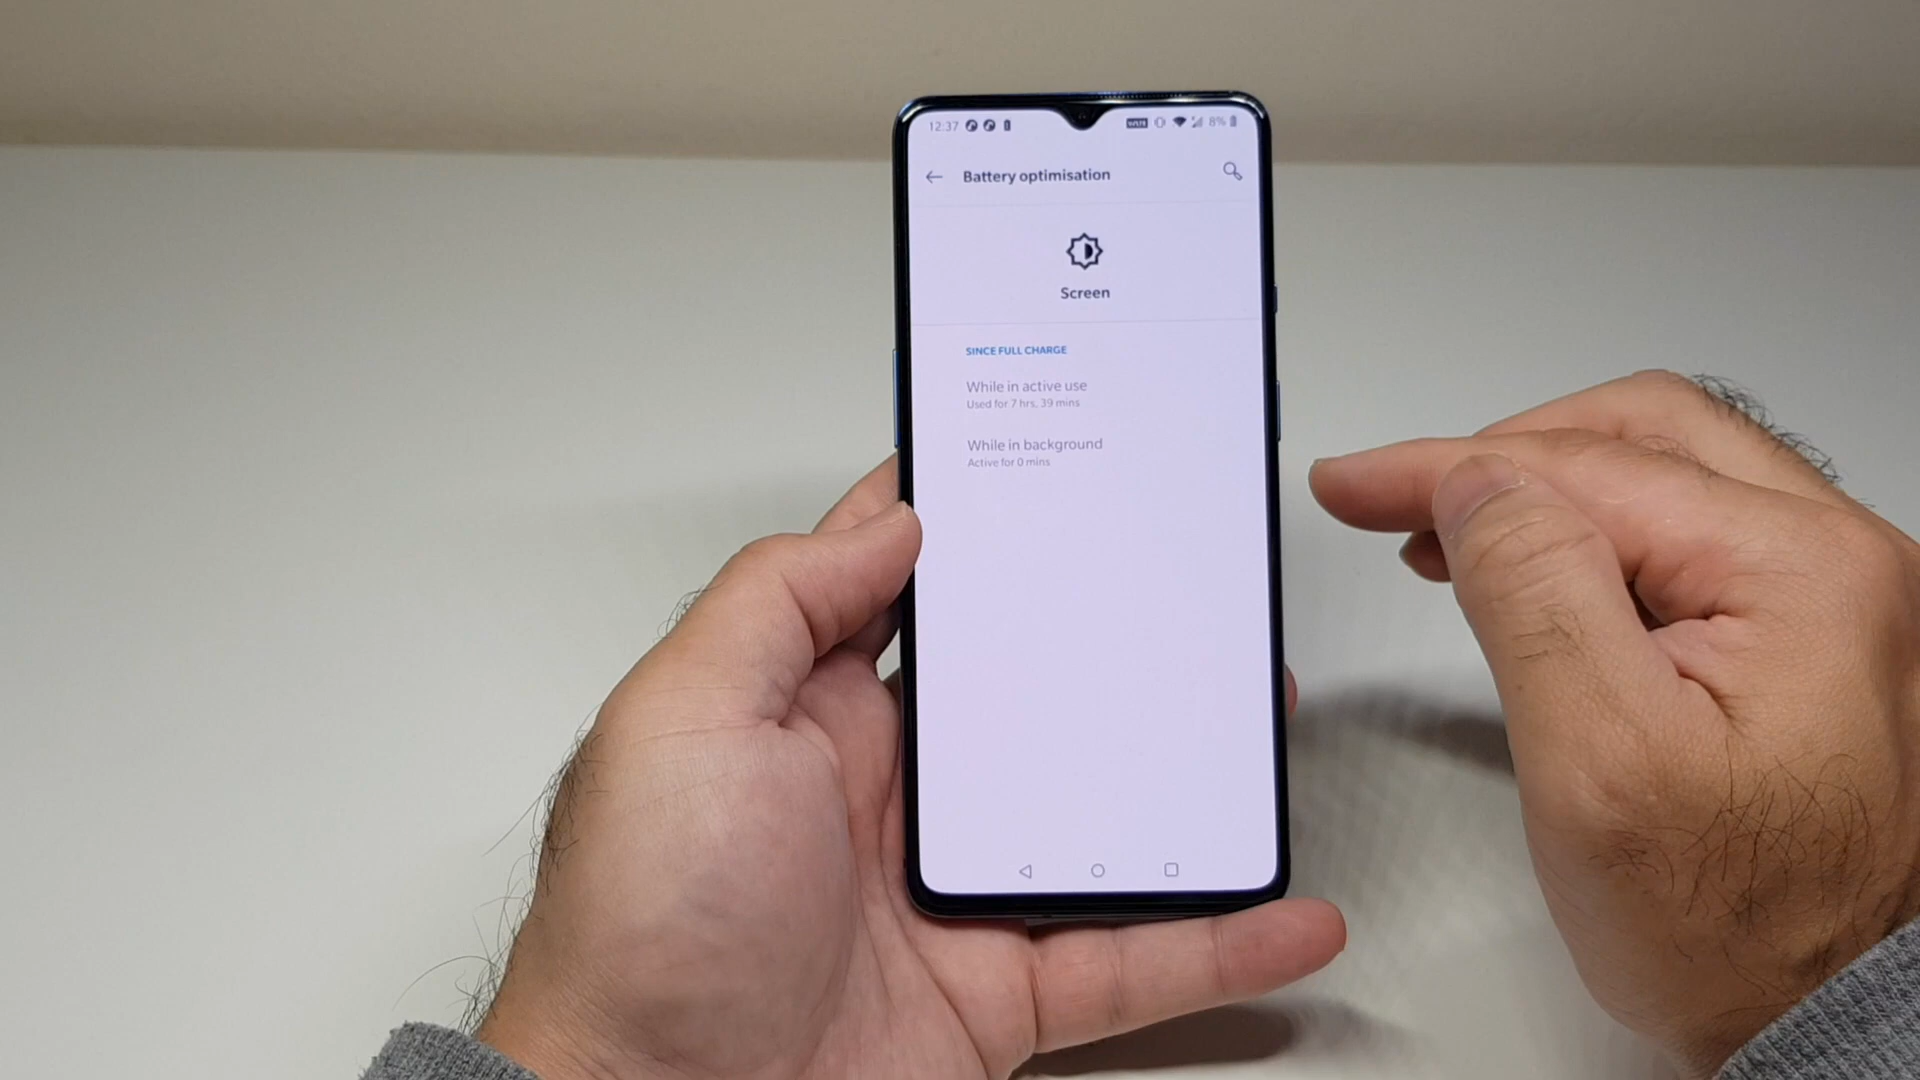 12:37 VoLTE 8%
Battery optimisation
Screen
SINCE FULL CHARGE
While in active use
Used for 7 hrs, 39 mins
While in background
Active for 0 mins